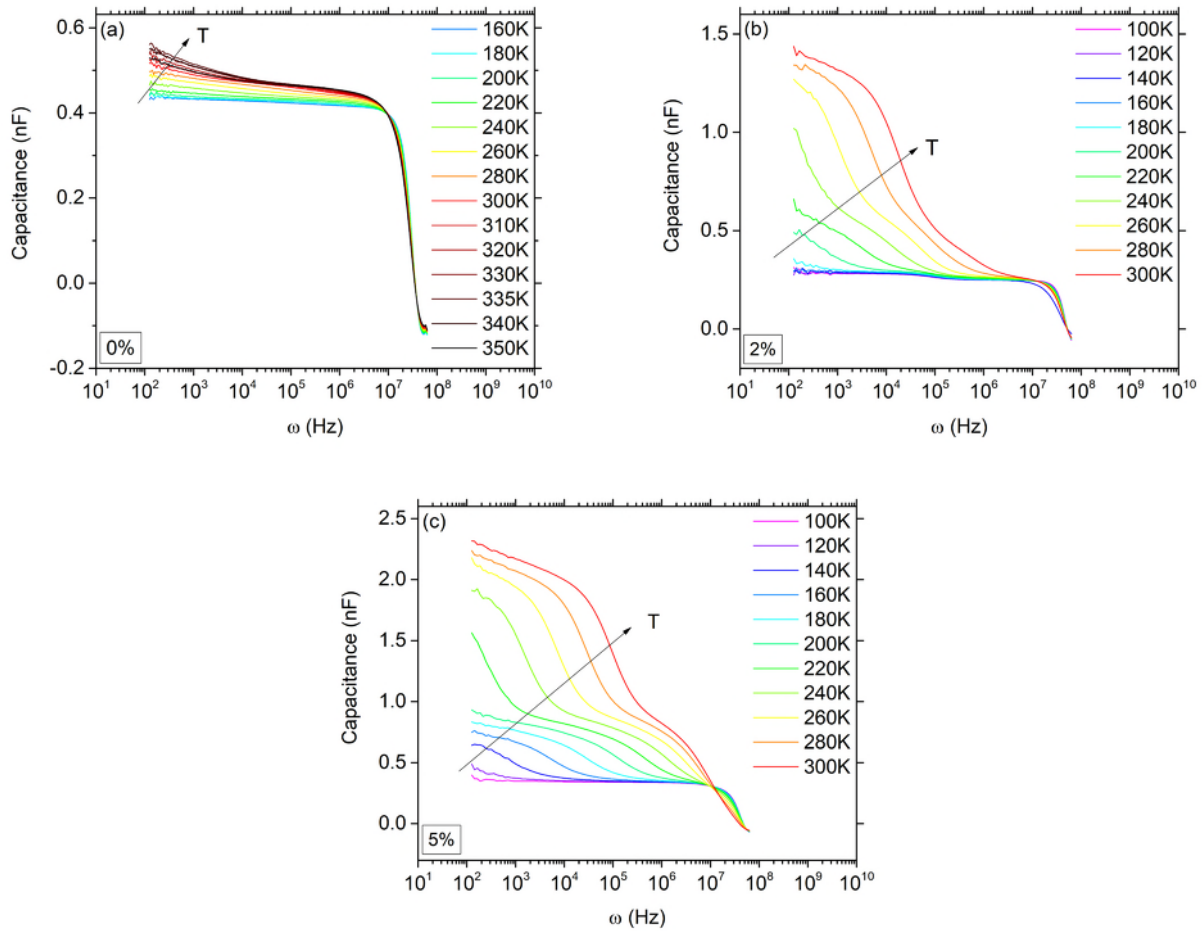 (a)
T
Capacitance (nF)
0.6
0.4
0.2
0.0
-0.2
160K
180K
200K
220K
240K
260K
280K
300K
310K
320K
330K
335K
340K
350K
0%
10¹ 10² 10³ 10⁴ 10⁵ 10⁶ 10⁷ 10⁸ 10⁹ 10¹⁰
ω (Hz)
(b)
T
Capacitance (nF)
1.5
1.0
0.5
0.0
100K
120K
140K
160K
180K
200K
220K
240K
260K
280K
300K
2%
10¹ 10² 10³ 10⁴ 10⁵ 10⁶ 10⁷ 10⁸ 10⁹ 10¹⁰
ω (Hz)
(c)
T
Capacitance (nF)
2.5
2.0
1.5
1.0
0.5
0.0
100K
120K
140K
160K
180K
200K
220K
240K
260K
280K
300K
5%
10¹ 10² 10³ 10⁴ 10⁵ 10⁶ 10⁷ 10⁸ 10⁹ 10¹⁰
ω (Hz)